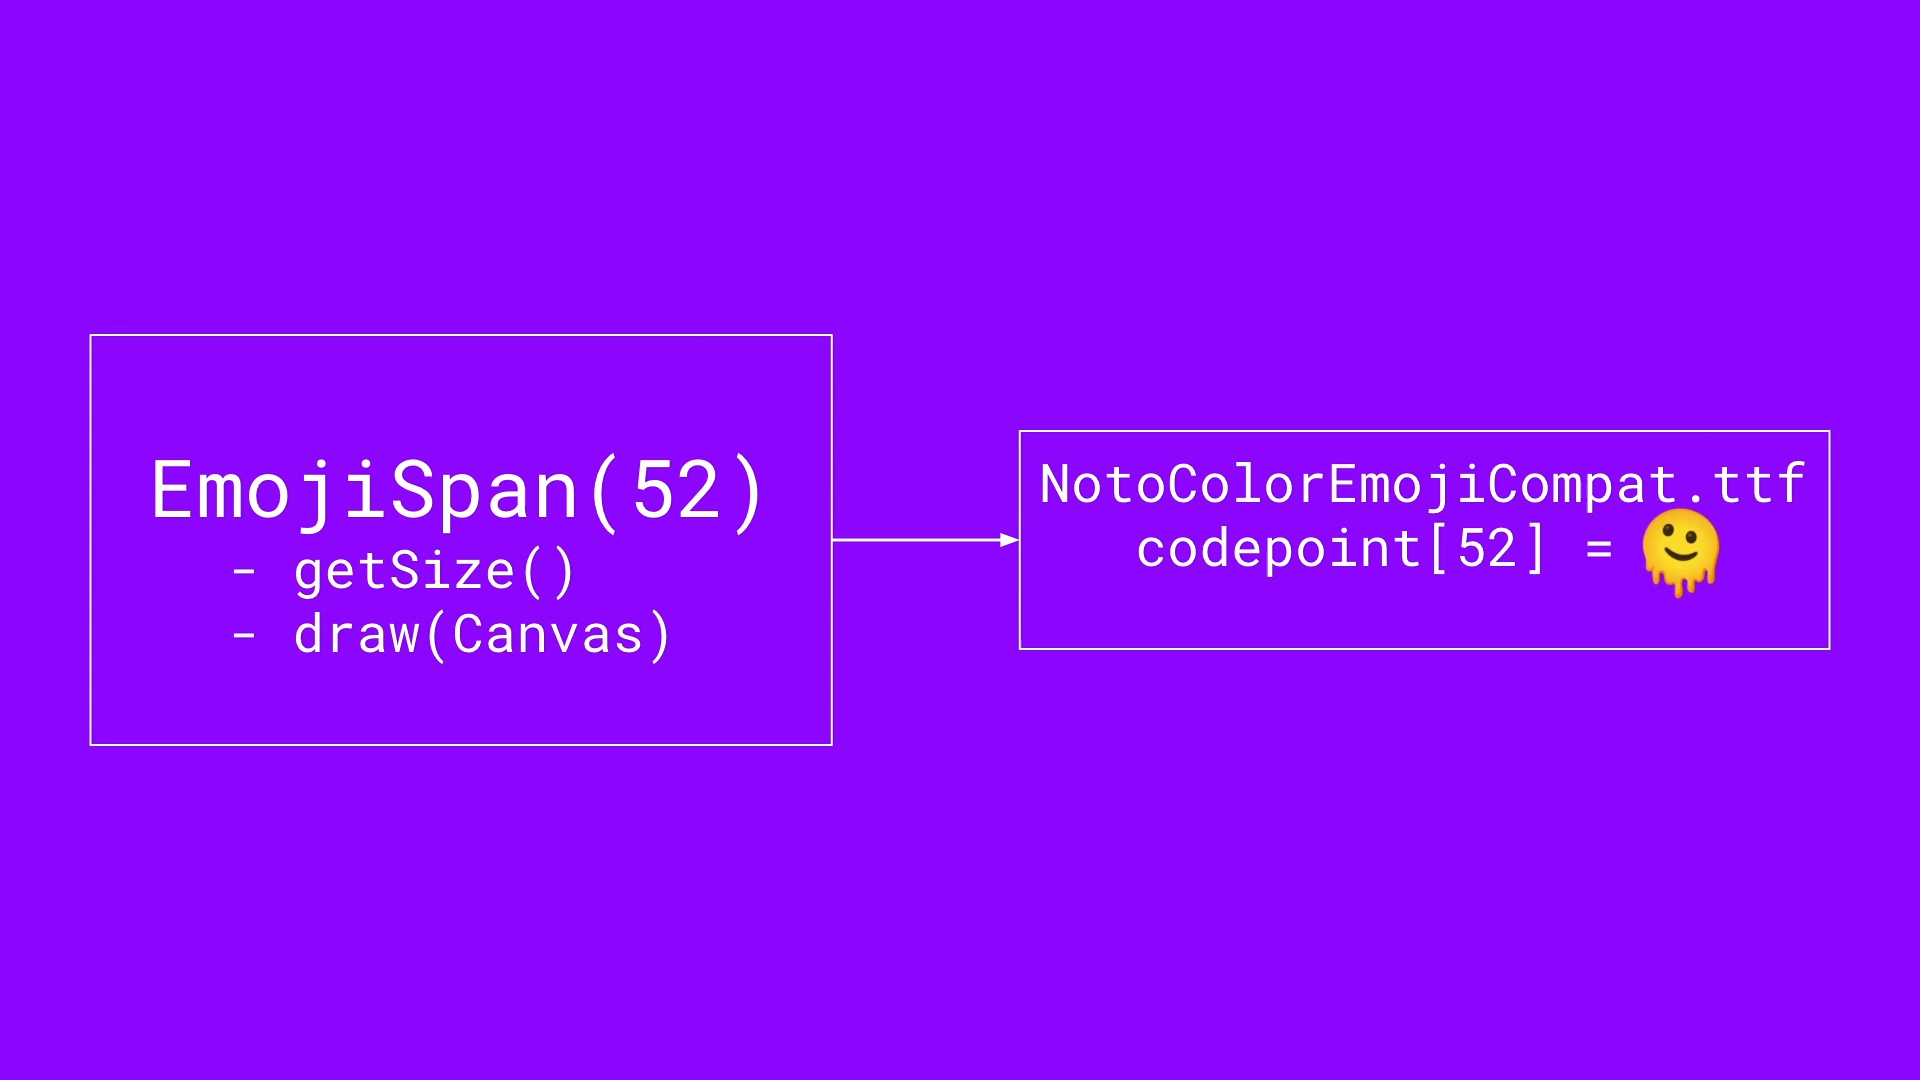 EmojiSpan(52)
- getSize()
- draw(Canvas)
NotoColorEmojiCompat.ttf
codepoint[52] = 🫠